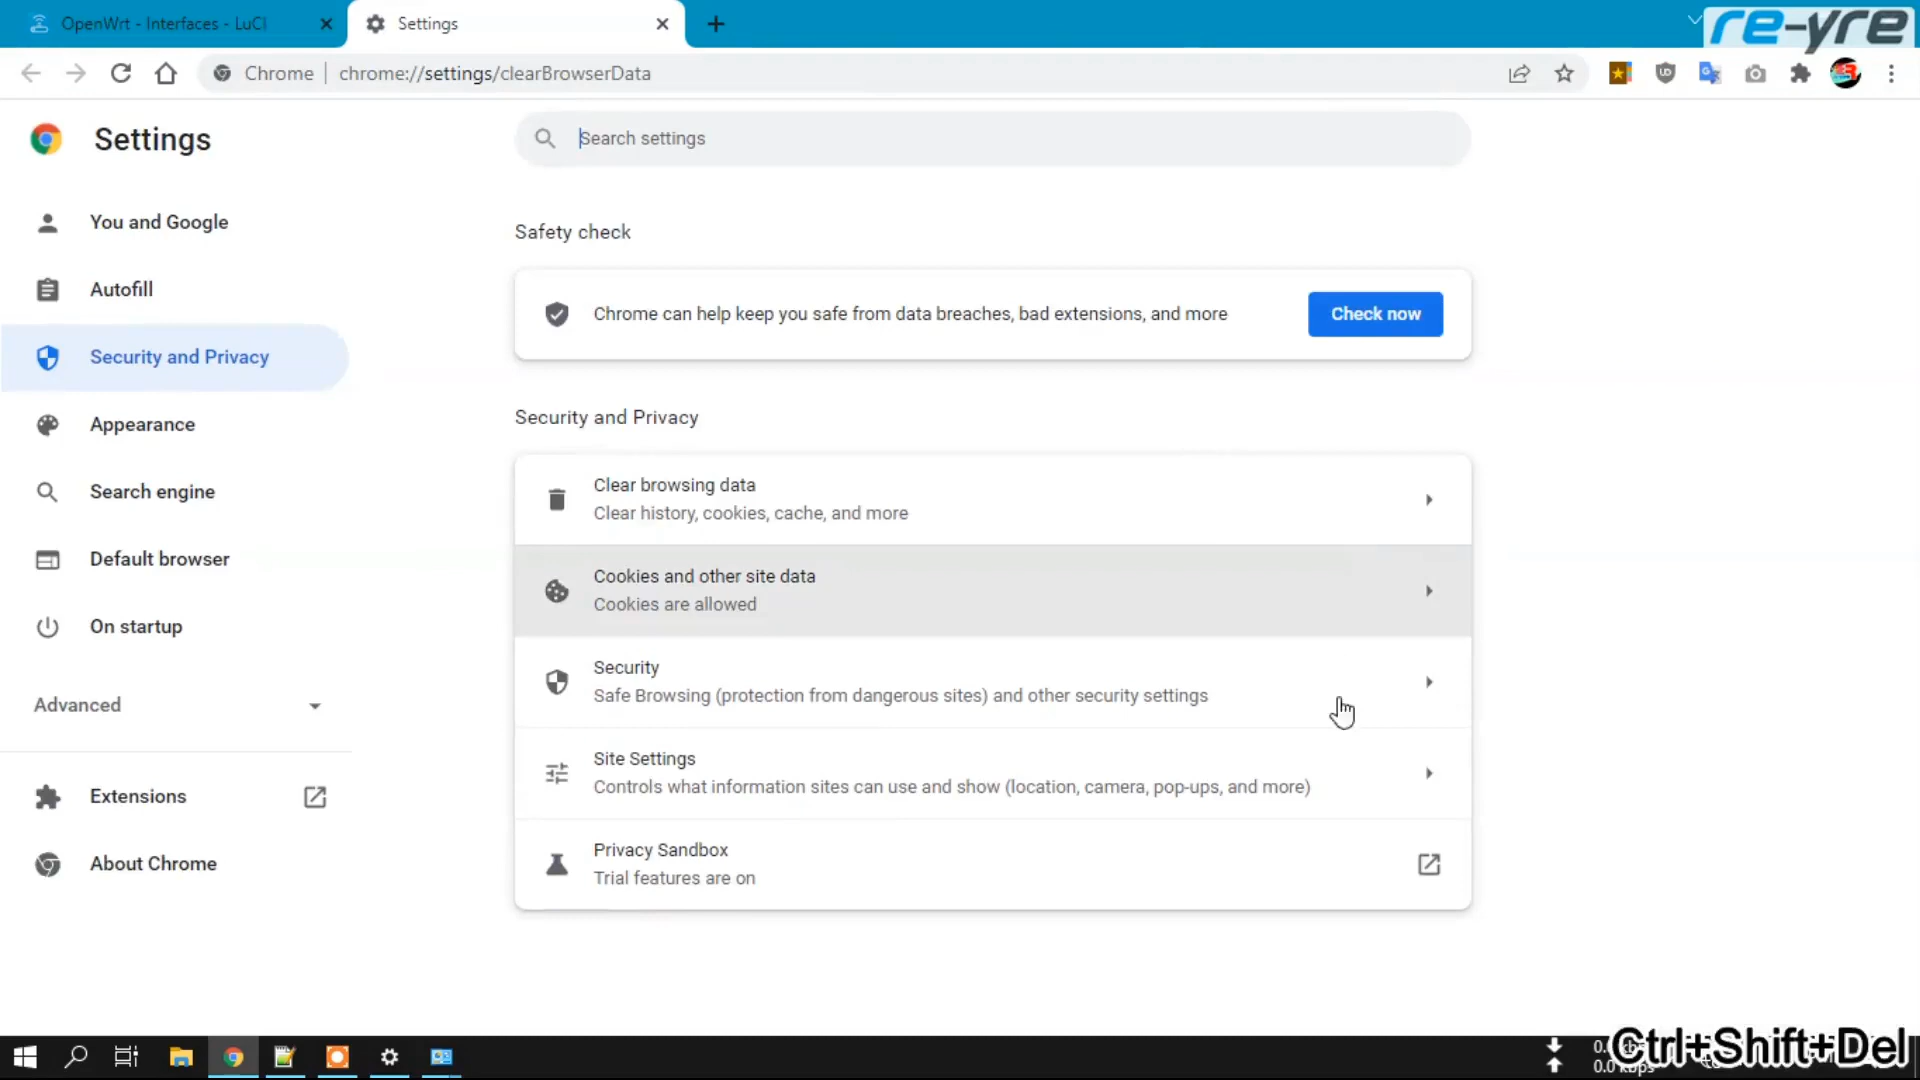 OpenWrt - Interfaces - LuCI
Settings
re-yre
Chrome
chrome://settings/clearBrowserData
Settings
Search settings
You and Google
Autofill
Security and Privacy
Appearance
Search engine
Default browser
On startup
Advanced
Extensions
About Chrome
Safety check
Chrome can help keep you safe from data breaches, bad extensions, and more
Check now
Security and Privacy
Clear browsing data
Clear history, cookies, cache, and more
Cookies and other site data
Cookies are allowed
Security
Safe Browsing (protection from dangerous sites) and other security settings
Site Settings
Controls what information sites can use and show (location, camera, pop-ups, and more)
Privacy Sandbox
Trial features are on
Ctrl+Shift+Del
0.0 kbps